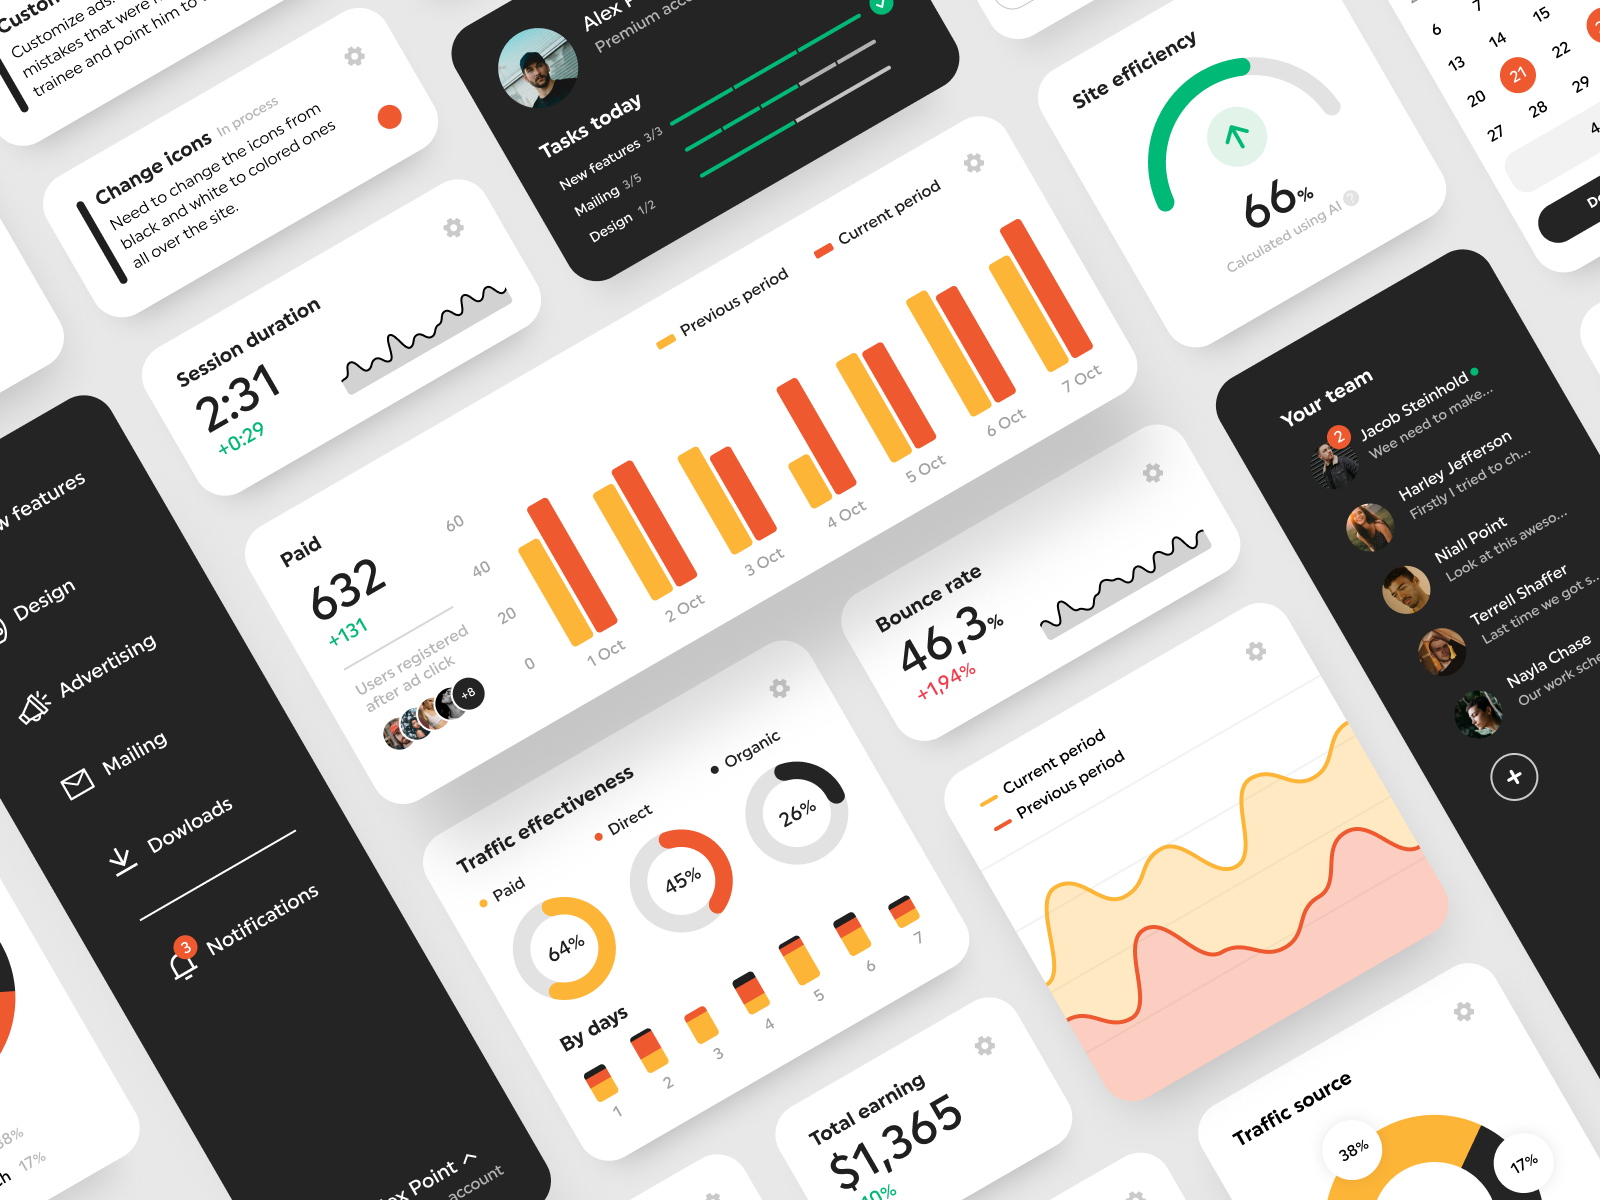 Customize ads.
mistakes that were
trainee and point him to
Change icons In process
Need to change the icons from
black and white to colored ones
all over the site.
Session duration
2:31
+0:29
Premium
Tasks today
New features 3/3
Mailing 3/5
Design 1/2
Site efficiency
66%
Calculated using AI ?
6 7
13 14 15
20 21 22
27 28 29
Paid
632
+131
Users registered
after ad click
+8
Previous period
Current period
60
40
20
0
1 Oct
2 Oct
3 Oct
4 Oct
5 Oct
6 Oct
7 Oct
features
Design
Advertising
Mailing
Dowloads
3
Notifications
Point
account
17%
Bounce rate
46,3%
+1,94%
Your team
2
Jacob Steinhold
Wee need to make...
Harley Jefferson
Firstly I tried to ch...
Niall Point
Look at this aweso...
Terrell Shaffer
Last time we got s...
Nayla Chase
Our work sche
Traffic effectiveness
Paid
Direct
Organic
64%
45%
26%
By days
1
2
3
4
5
6
7
Current period
Previous period
Total earning
$1,365
Traffic source
38%
17%